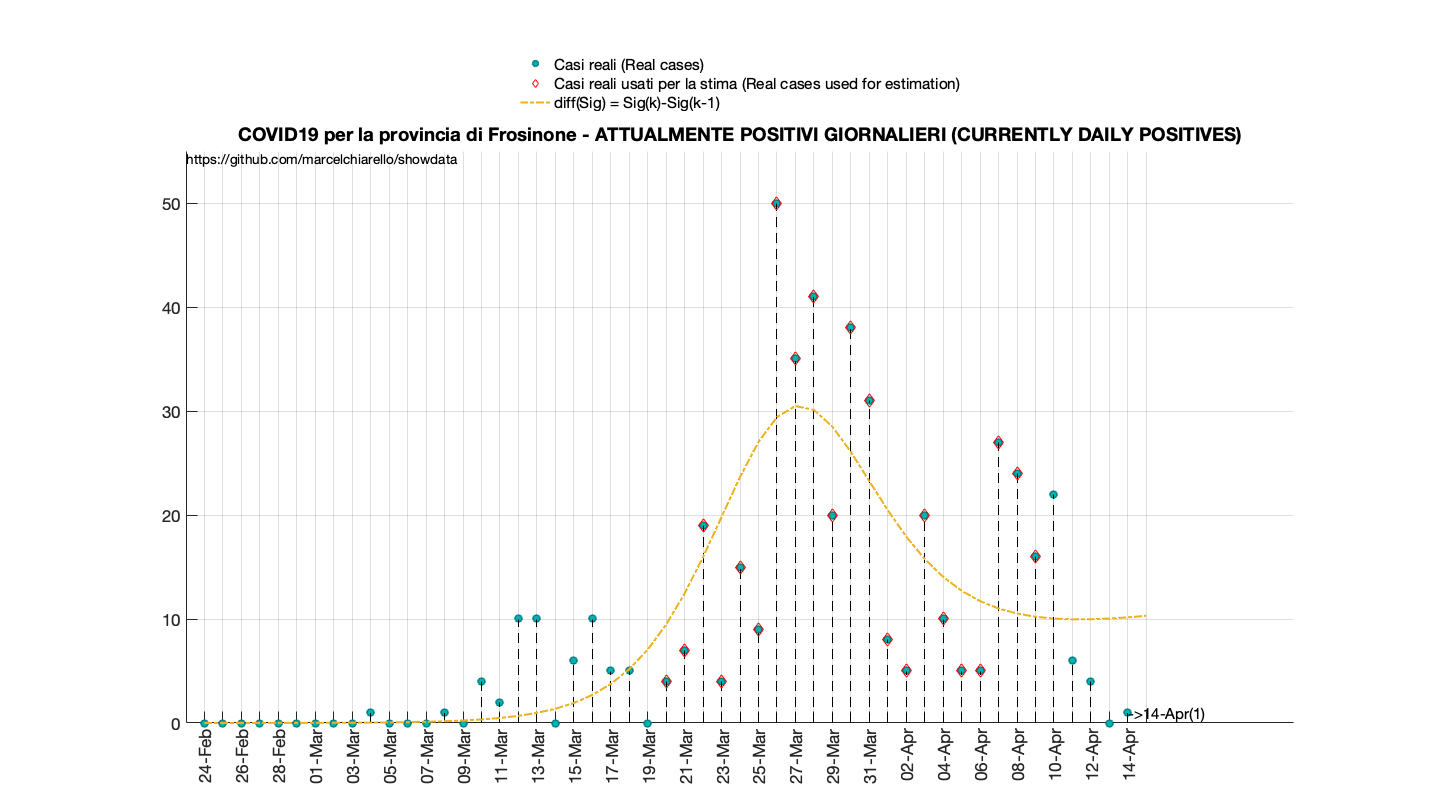 Casi reali (Real cases)
Casi reali usati per la stima (Real cases used for estimation)
diff(Sig) = Sig(k)-Sig(k-1)
COVID19 per la provincia di Frosinone - ATTUALMENTE POSITIVI GIORNALIERI (CURRENTLY DAILY POSITIVES)
https://github.com/marcelchiarello/showdata
50
40
30
20
10
0
->14-Apr(1)
24-Feb
26-Feb
28-Feb
01-Mar
03-Mar
05-Mar
07-Mar
09-Mar
11-Mar
13-Mar
15-Mar
17-Mar
19-Mar
21-Mar
23-Mar
25-Mar
27-Mar
29-Mar
31-Mar
02-Apr
04-Apr
06-Apr
08-Apr
10-Apr
12-Apr
14-Apr